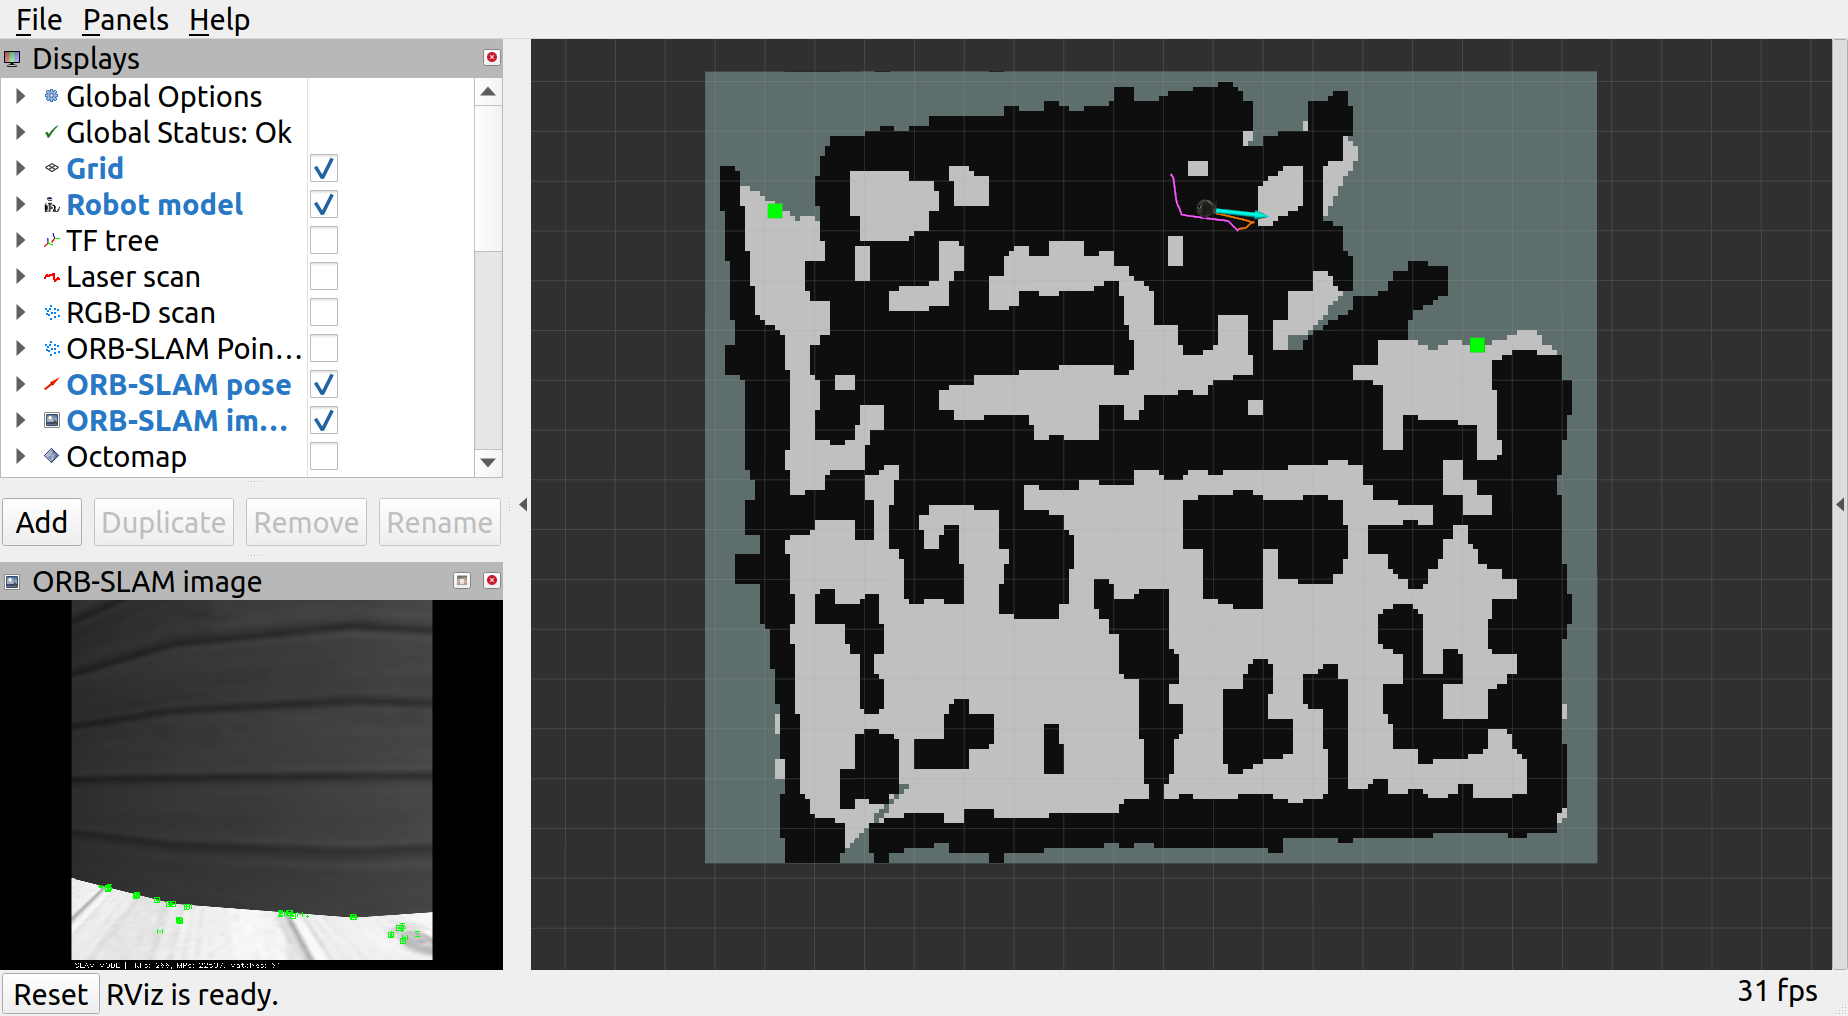 File Panels Help
Displays
Global Options
Global Status: Ok
Grid
Robot model
TF tree
Laser scan
RGB-D scan
ORB-SLAM Poin...
ORB-SLAM pose
ORB-SLAM im...
Octomap
Add Duplicate Remove Rename
ORB-SLAM image
SLAM MODE |
Reset RViz is ready.
31 fps